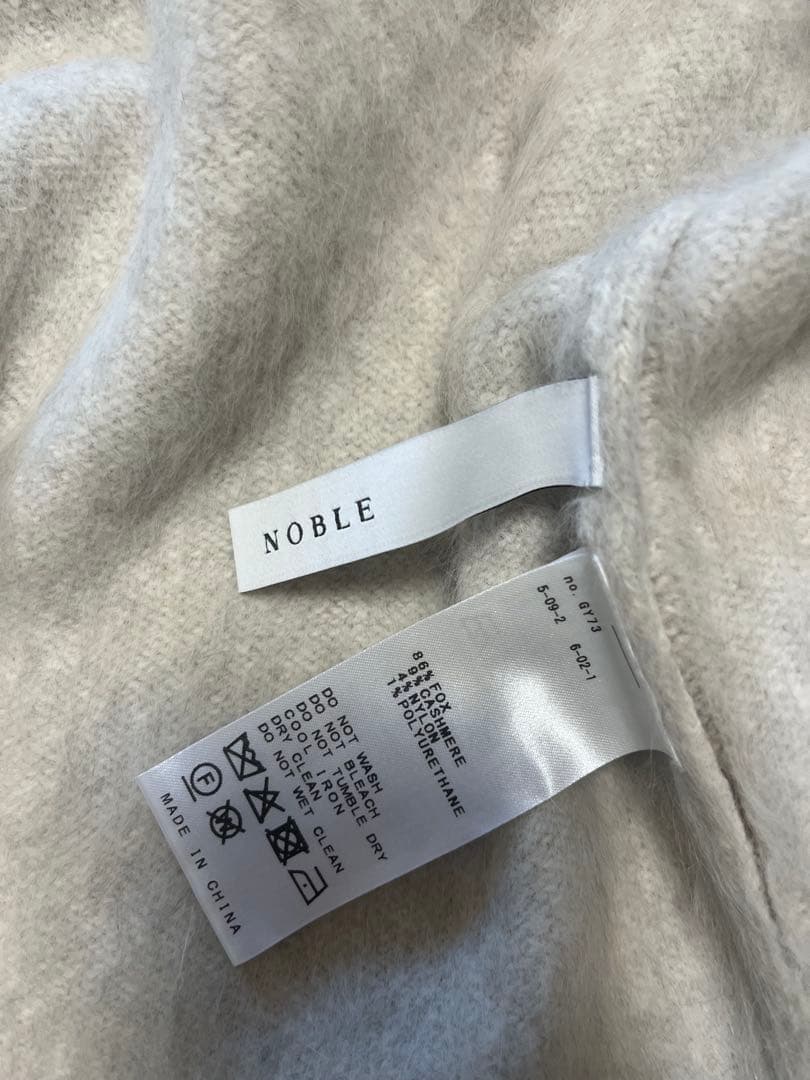 NOBLE
no. GY73
5-09-2 6-02-1
86% FOX
9% CASHMERE
4% NYLON
1% POLYURETHANE
DO NOT WASH
DO NOT BLEACH
DO NOT TUMBLE DRY
COOL IRON
DRY CLEAN
DO NOT WET CLEAN
F
MADE IN CHINA